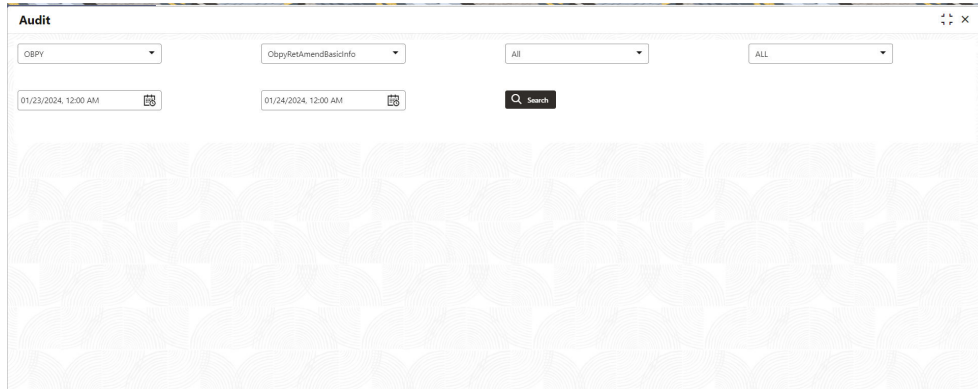 Audit
OBPY
ObpyRetAmendBasicInfo
All
ALL
01/23/2024, 12:00 AM
01/24/2024, 12:00 AM
Search